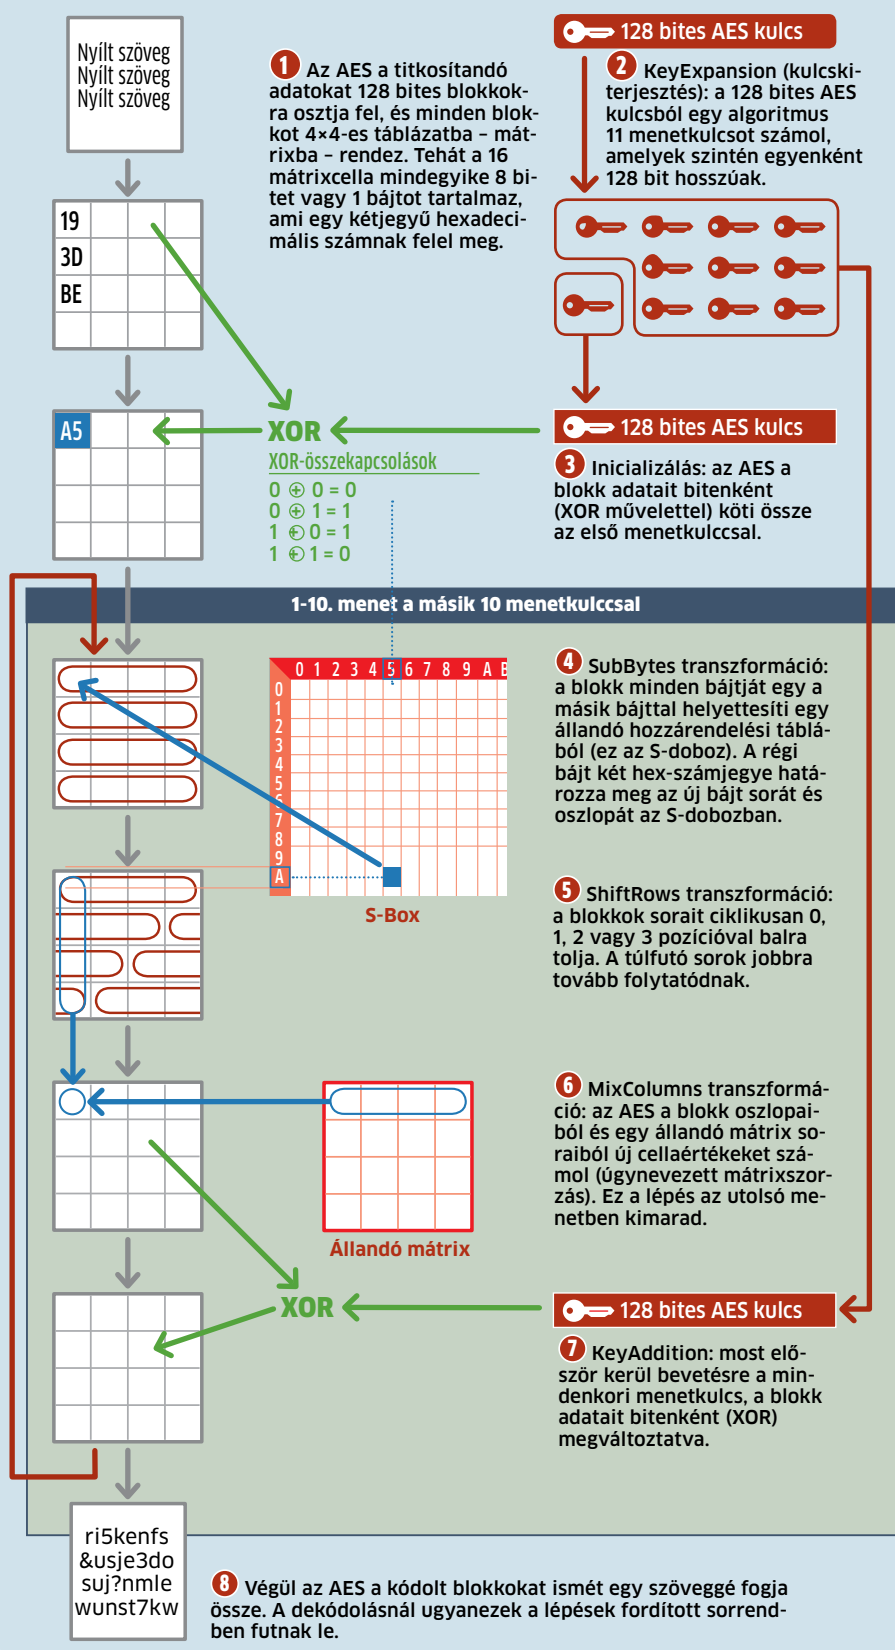 Nyílt szöveg
Nyílt szöveg
Nyílt szöveg
1 Az AES a titkosítandó
adatokat 128 bites blokkok-
ra osztja fel, és minden blok-
kot 4×4-es táblázatba – mát-
rixba – rendez. Tehát a 16
mátrixcella mindegyike 8 bi-
tet vagy 1 bájtot tartalmaz,
ami egy kétjegyű hexadeci-
mális számnak felel meg.
128 bites AES kulcs
2 KeyExpansion (kulcski-
terjesztés): a 128 bites AES
kulcsból egy algoritmus
11 menetkulcsot számol,
amelyek szintén egyenként
128 bit hosszúak.
19
3D
BE
A5
XOR
XOR-összekapcsolások
0 ⊕ 0 = 0
0 ⊕ 1 = 1
1 ⊕ 0 = 1
1 ⊕ 1 = 0
128 bites AES kulcs
3 Inicializálás: az AES a
blokk adatait bitenként
(XOR művelettel) köti össze
az első menetkulccsal.
1-10. menet a másik 10 menetkulccsal
0 1 2 3 4 5 6 7 8 9 A B
0
1
2
3
4
5
6
7
8
9
A
S-Box
4 SubBytes transzformáció:
a blokk minden bájtját egy a
másik bájttal helyettesíti egy
állandó hozzárendelési táblá-
ból (ez az S-doboz). A régi
bájt két hex-számjegye hatá-
rozza meg az új bájt sorát és
oszlopát az S-dobozban.
5 ShiftRows transzformáció:
a blokkok sorait ciklikusan 0,
1, 2 vagy 3 pozícióval balra
tolja. A túlfutó sorok jobbra
tovább folytatódnak.
6 MixColumns transzformá-
ció: az AES a blokk oszlopai-
ból és egy állandó mátrix so-
raiból új cellaértékeket szá-
mol (úgynevezett mátrixszor-
zás). Ez a lépés az utolsó me-
netben kimarad.
Állandó mátrix
XOR
128 bites AES kulcs
7 KeyAddition: most elő-
ször kerül bevetésre a min-
denkori menetkulcs, a blokk
adatait bitenként (XOR)
megváltoztatva.
ri5kenfs
&usje3do
suj?nmle
wunst7kw
8 Végül az AES a kódolt blokkokat ismét egy szöveggé fogja
össze. A dekódolásnál ugyanezek a lépések fordított sorrend-
ben futnak le.